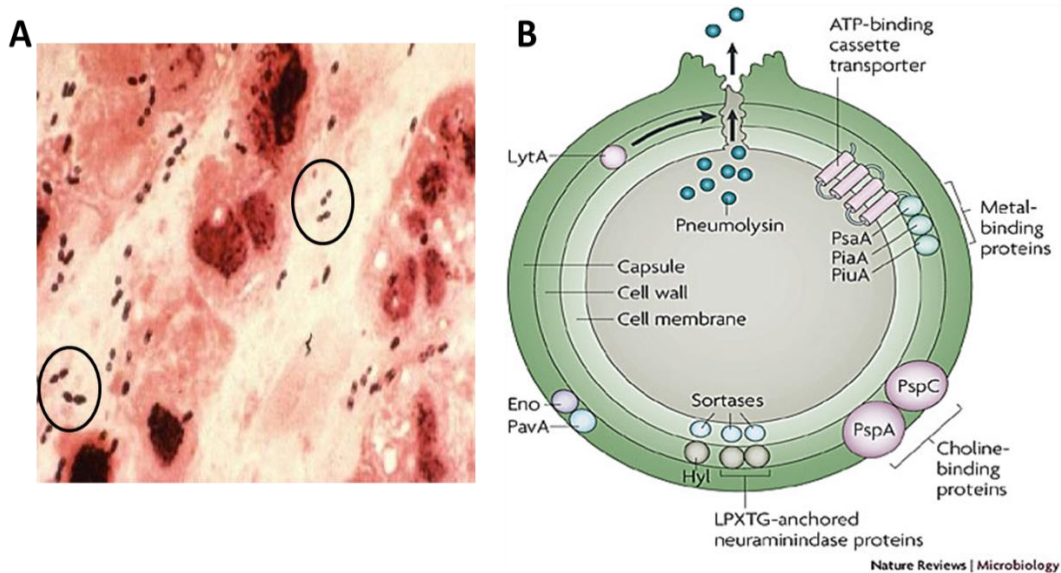 A
B
ATP-binding
cassette
transporter
LytA
Pneumolysin
PsaA
PiaA
PiuA
Metal-
binding
proteins
Capsule
Cell wall
Cell membrane
Eno
PavA
Sortases
Hyl
PspC
PspA
Choline-
binding
proteins
LPXTG-anchored
neuraminindase proteins
Nature Reviews | Microbiology